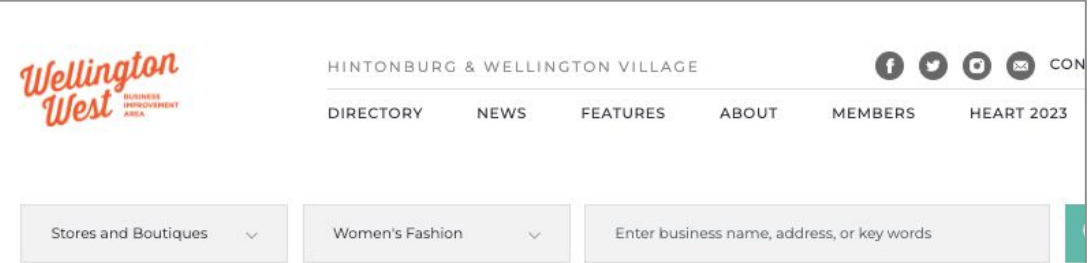 Wellington
West
BUSINESS
IMPROVEMENT
AREA
HINTONBURG & WELLINGTON VILLAGE
CON
DIRECTORY NEWS FEATURES ABOUT MEMBERS HEART 2023
Stores and Boutiques Women's Fashion Enter business name, address, or key words